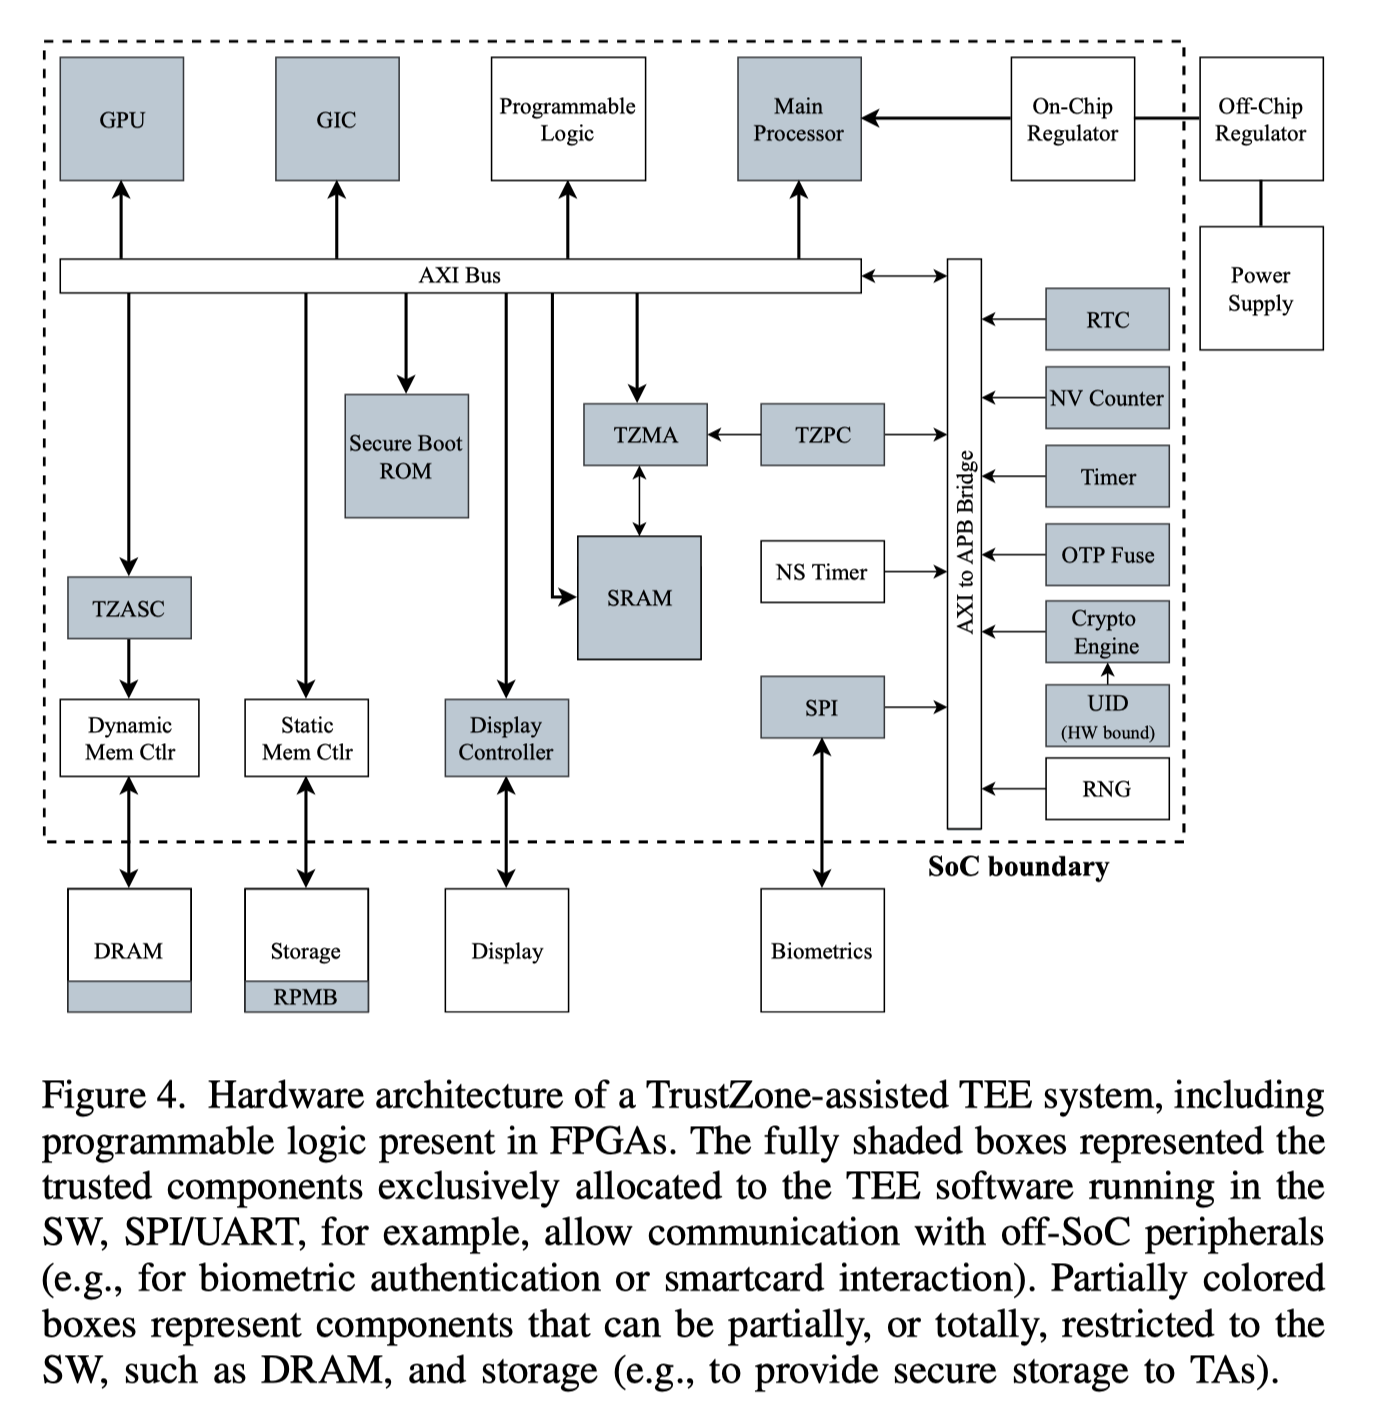 GPU
GIC
Programmable
Logic
Main
Processor
On-Chip
Regulator
Off-Chip
Regulator
AXI Bus
Power
Supply
RTC
NV Counter
Secure Boot
ROM
TZMA
TZPC
Timer
AXI to APB Bridge
OTP Fuse
NS Timer
SRAM
TZASC
Crypto
Engine
UID
(HW bound)
SPI
Dynamic
Mem Ctlr
Static
Mem Ctlr
Display
Controller
RNG
SoC boundary
DRAM
Storage
RPMB
Display
Biometrics
Figure 4. Hardware architecture of a TrustZone-assisted TEE system, including
programmable logic present in FPGAs. The fully shaded boxes represented the
trusted components exclusively allocated to the TEE software running in the
SW, SPI/UART, for example, allow communication with off-SoC peripherals
(e.g., for biometric authentication or smartcard interaction). Partially colored
boxes represent components that can be partially, or totally, restricted to the
SW, such as DRAM, and storage (e.g., to provide secure storage to TAs).